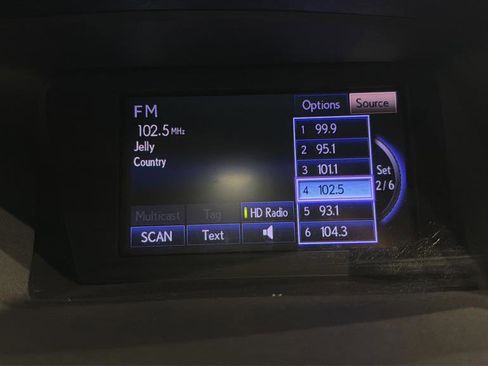 FM
Options Source
102.5 MHz
Jelly
Country
1 99.9
2 95.1
3 101.1
4 102.5
5 93.1
6 104.3
Set
2/6
Multicast Tag HD Radio
SCAN Text